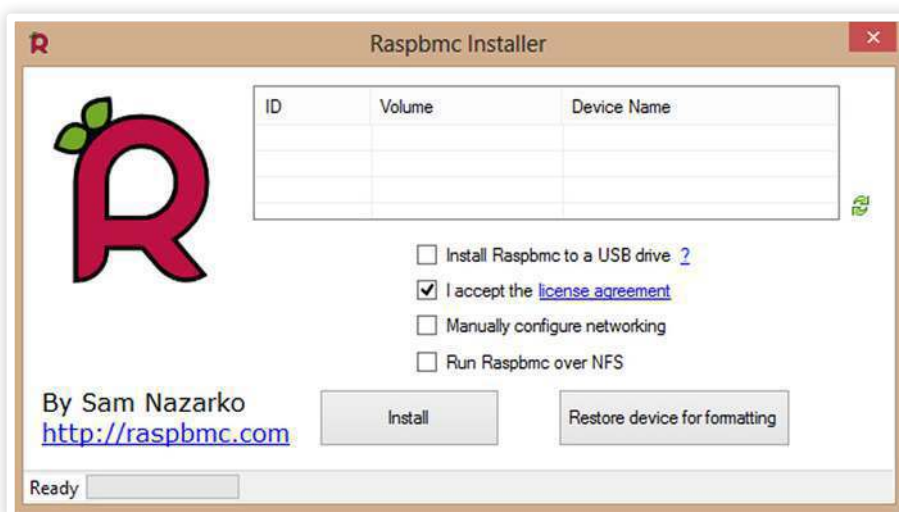 Raspbmc Installer
ID Volume Device Name
Install Raspbmc to a USB drive ?
I accept the license agreement
Manually configure networking
Run Raspbmc over NFS
By Sam Nazarko
http://raspbmc.com
Install
Restore device for formatting
Ready